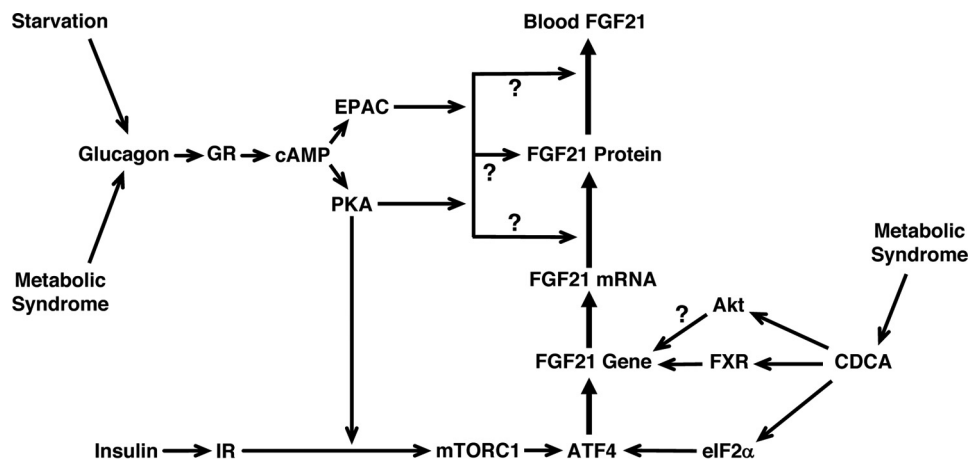 Starvation
Blood FGF21
?
EPAC
Glucagon
GR
cAMP
FGF21 Protein
?
PKA
?
Metabolic
Syndrome
Metabolic
Syndrome
FGF21 mRNA
Akt
?
FGF21 Gene
FXR
CDCA
Insulin
IR
mTORC1
ATF4
eIF2α